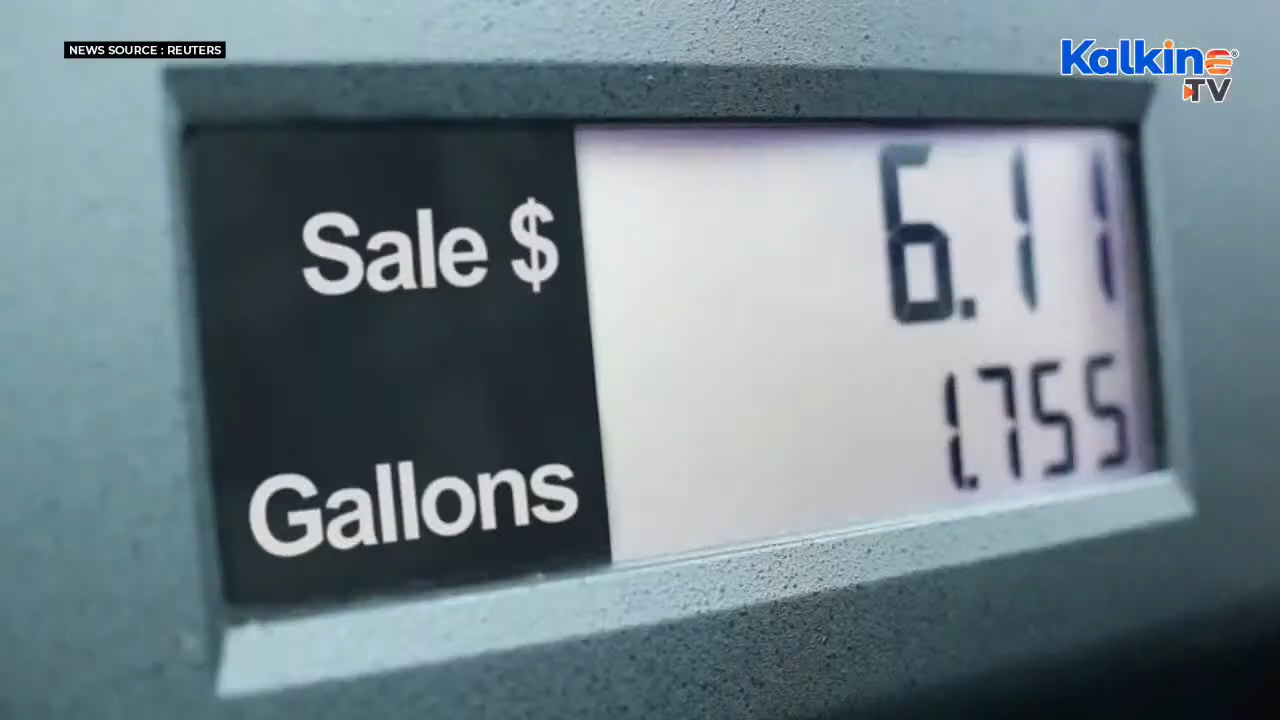 NEWS SOURCE : REUTERS
Kalkine®
TV
Sale $ 6.11
Gallons 1.755